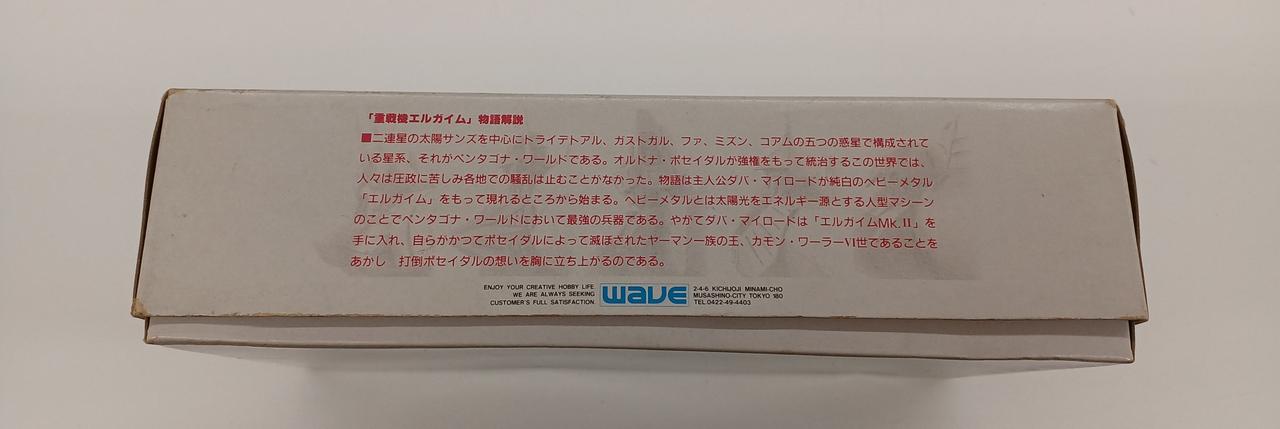 「重戦機エルガイム」物語解説
■二連星の太陽サンズを中心にトライデトアル、ガストガル、ファ、ミズン、コアムの五つの惑星で構成されて
いる星系、それがペンタゴナ・ワールドである。オルドナ・ポセイダルが強権をもって統治するこの世界では、
人々は圧政に苦しみ各地での騒乱は止むことがなかった。物語は主人公ダバ・マイロードが純白のヘビーメタル
「エルガイム」をもって現れるところから始まる。ヘビーメタルとは太陽光をエネルギー源とする人型マシーン
のことでペンタゴナ・ワールドにおいて最強の兵器である。やがてダバ・マイロードは「エルガイムMk.II」を
手に入れ、自らがかつてポセイダルによって滅ぼされたヤーマン一族の王、カモン・ワーラーVI世であることを
あかし 打倒ポセイダルの想いを胸に立ち上がるのである。
ENJOY YOUR CREATIVE HOBBY LIFE.
WE ARE ALWAYS SEEKING
CUSTOMER'S FULL SATISFACTION.
WAVE
2-4-6 KICHIJOJI MINAMI-CHO
MUSASHINO-CITY TOKYO 180
TEL.0422-49-4403